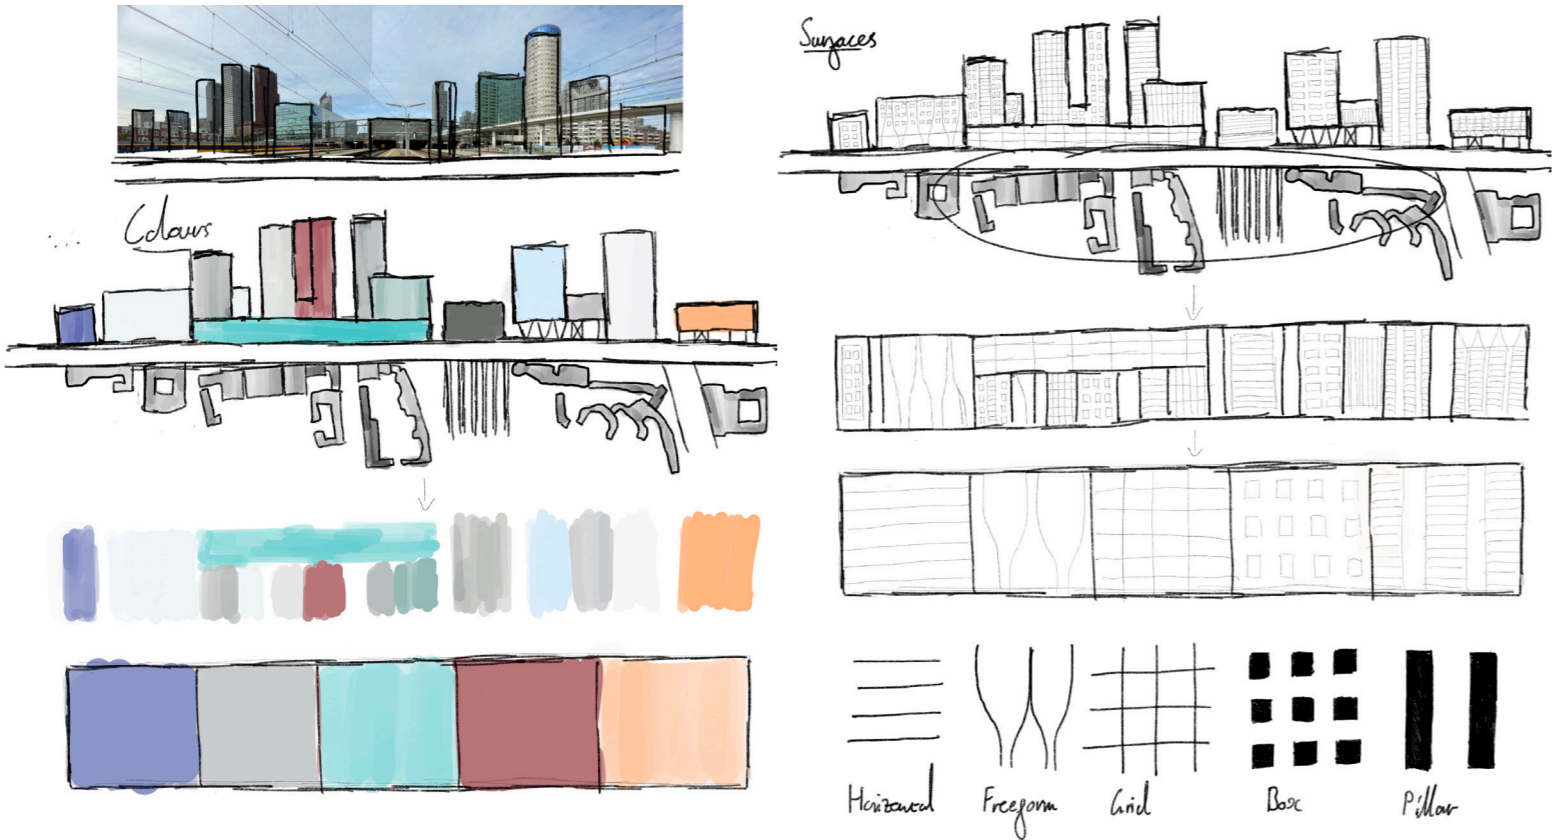 Colours
Surfaces
Horizontal
Freeform
Grid
Box
Pillar